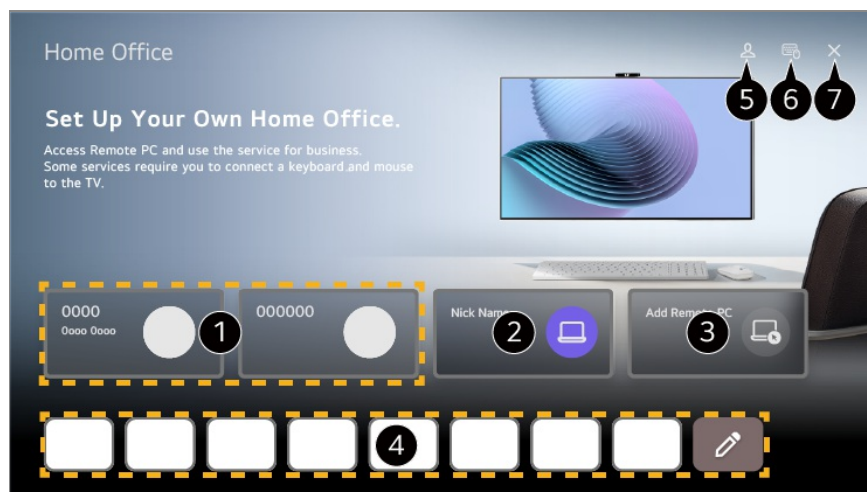 Home Office
5
6
7
Set Up Your Own Home Office.
Access Remote PC and use the service for business.
Some services require you to connect a keyboard and mouse
to the TV.
0000
0ooo 0ooo
1
000000
Nick Name
2
Add Remote PC
3
4